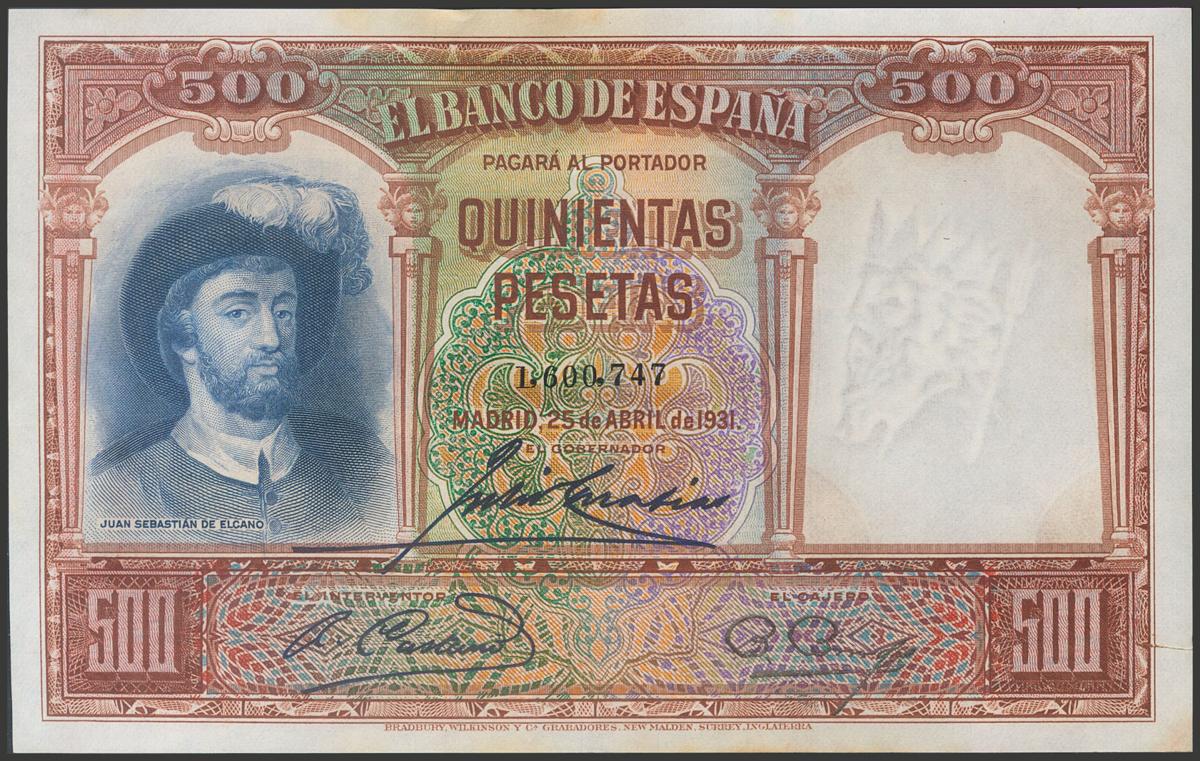 500
500
EL BANCO DE ESPAÑA
PAGARÁ AL PORTADOR
QUINIENTAS
PESETAS
1.600.747
MADRID, 25 de ABRIL de 1931.
EL GOBERNADOR
JUAN SEBASTIÁN DE ELCANO
EL INTERVENTOR
EL CAJERO
500
500
BRADBURY, WILKINSON Y Cª GRABADORES, NEW MALDEN, SURREY, INGLATERRA